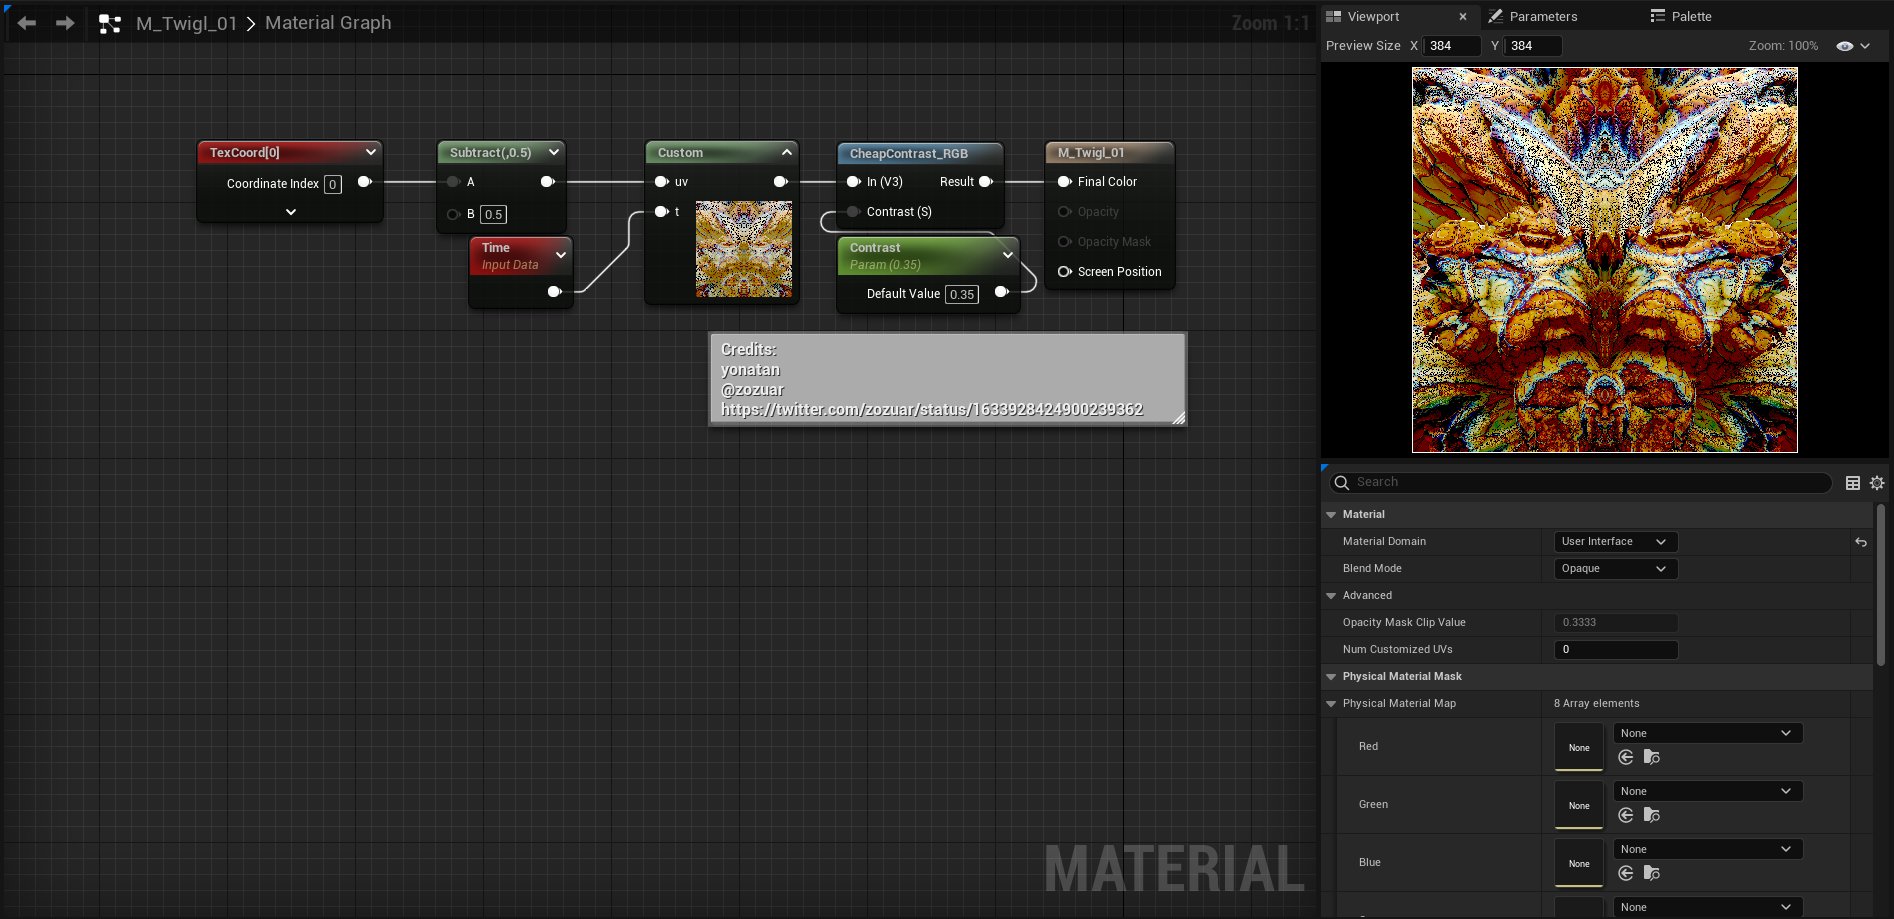 M_Twigl_01 > Material Graph
Zoom 1:1
TexCoord[0]
Coordinate Index 0
Subtract(,0.5)
A
B 0.5
Time
Input Data
Custom
uv
t
CheapContrast_RGB
In (V3) Result
Contrast (S)
Contrast
Param (0.35)
Default Value 0.35
M_Twigl_01
Final Color
Opacity
Opacity Mask
Screen Position
Credits:
yonatan
@zozuar
https://twitter.com/zozuar/status/1633928424900239362
MATERIAL
Viewport
Parameters
Palette
Preview Size X 384 Y 384
Zoom: 100%
Search
Material
Material Domain User Interface
Blend Mode Opaque
Advanced
Opacity Mask Clip Value 0.3333
Num Customized UVs 0
Physical Material Mask
Physical Material Map 8 Array elements
Red None None
Green None None
Blue None None
None